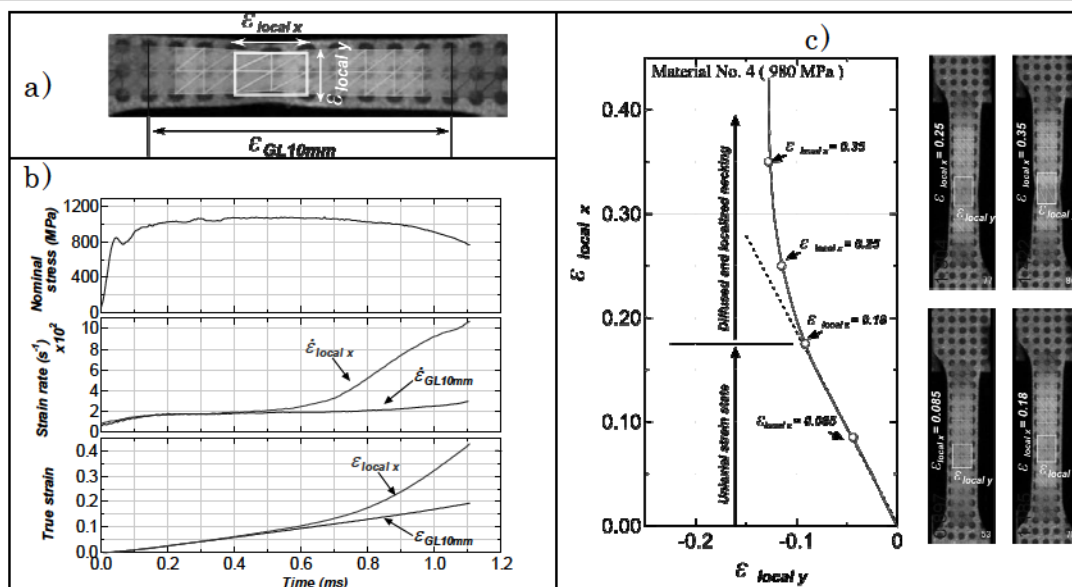 a)
ε local x
ε local y
ε GL10mm
b)
1200
800
400
0
Nominal
stress (MPa)
10
8
6
4
2
0
Strain rate (s⁻¹)
×10²
ε̇ local x
ε̇ GL10mm
0.4
0.3
0.2
0.1
0.0
True strain
ε local x
ε GL10mm
0.0 0.2 0.4 0.6 0.8 1.0 1.2
Time (ms)
c)
Material No. 4 ( 980 MPa )
0.40
0.30
0.20
0.10
0.00
ε local x
Diffused and localized necking
Uniaxial strain state
ε local x = 0.35
ε local x = 0.25
ε local x = 0.18
ε local x = 0.085
-0.2 -0.1 0
ε local y
ε local x = 0.25
ε local y
ε local x = 0.35
ε local
ε local x = 0.085
ε local y
ε local x = 0.18
ε local